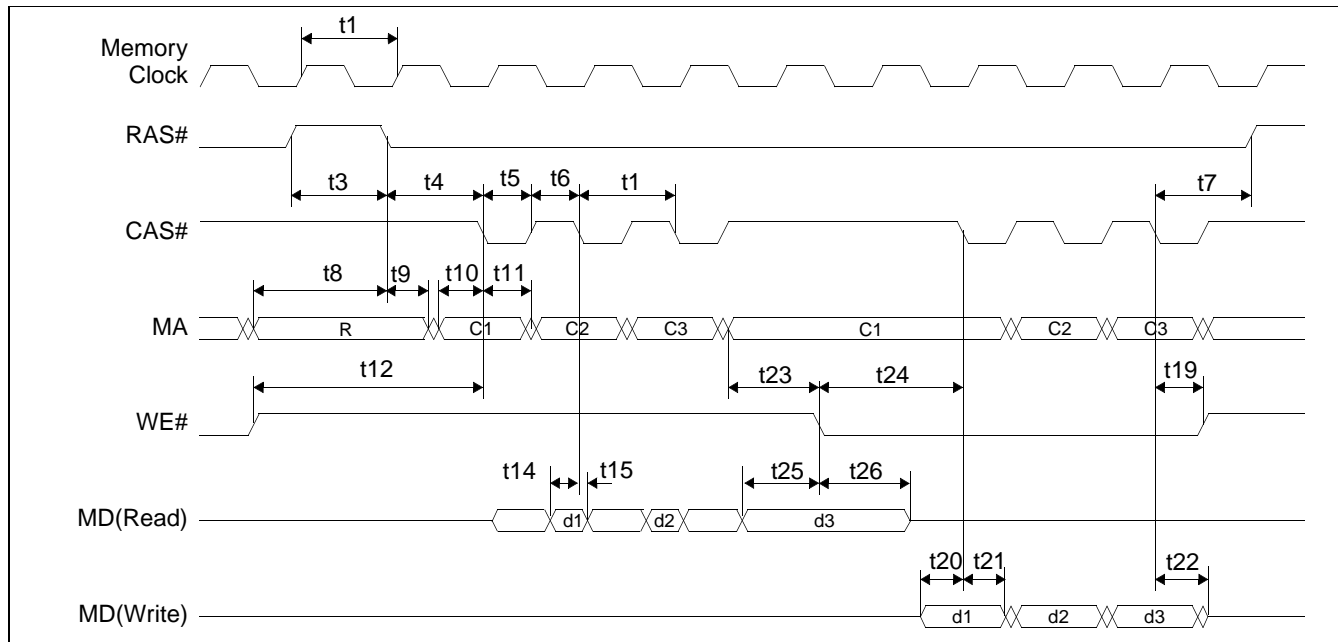 t1
Memory
Clock
RAS#
t3 t4 t5 t6 t1 t7
CAS#
t8 t9 t10 t11
MA R C1 C2 C3 C1 C2 C3
t12 t23 t24 t19
WE#
t14 t15 t25 t26
MD(Read) d1 d2 d3
t20 t21 t22
MD(Write) d1 d2 d3